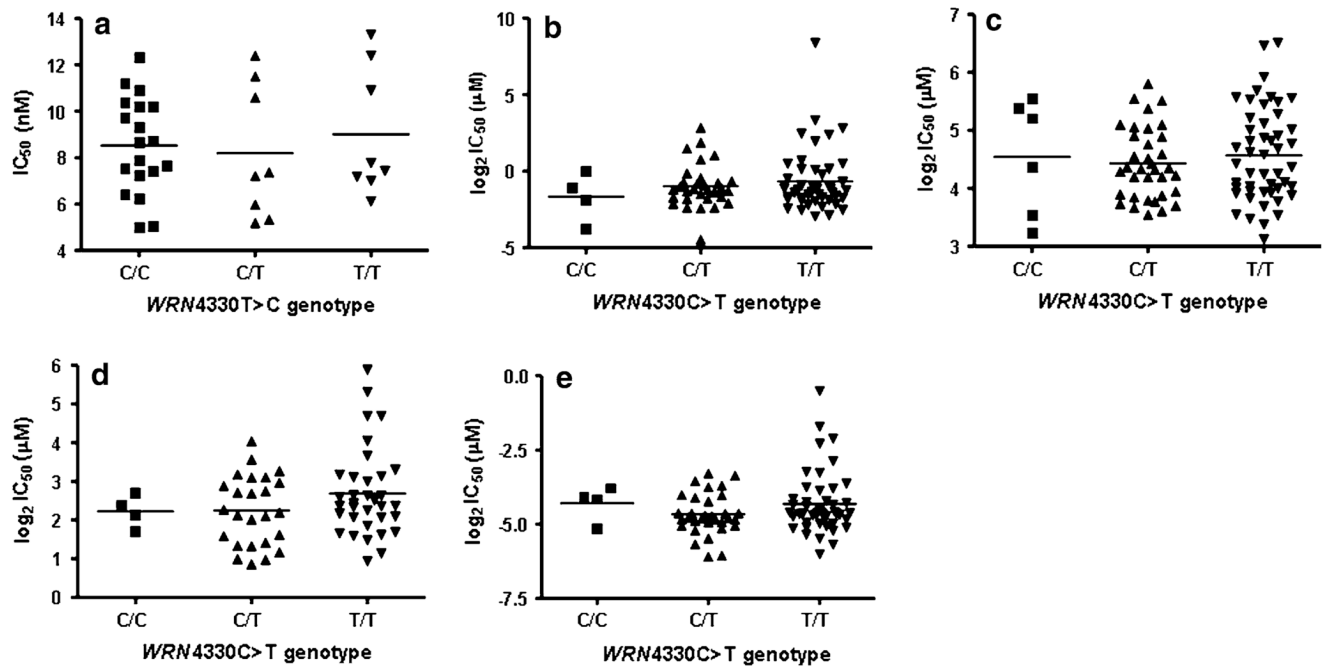 a
14
12
10
8
6
4
IC50 (nM)
C/C C/T T/T
WRN4330T>C genotype
b
10
5
0
-5
log2 IC50 (µM)
C/C C/T T/T
WRN4330C>T genotype
c
7
6
5
4
3
log2 IC50 (µM)
C/C C/T T/T
WRN4330C>T genotype
d
6
5
4
3
2
1
0
log2 IC50 (µM)
C/C C/T T/T
WRN4330C>T genotype
e
0.0
-2.5
-5.0
-7.5
log2 IC50 (µM)
C/C C/T T/T
WRN4330C>T genotype